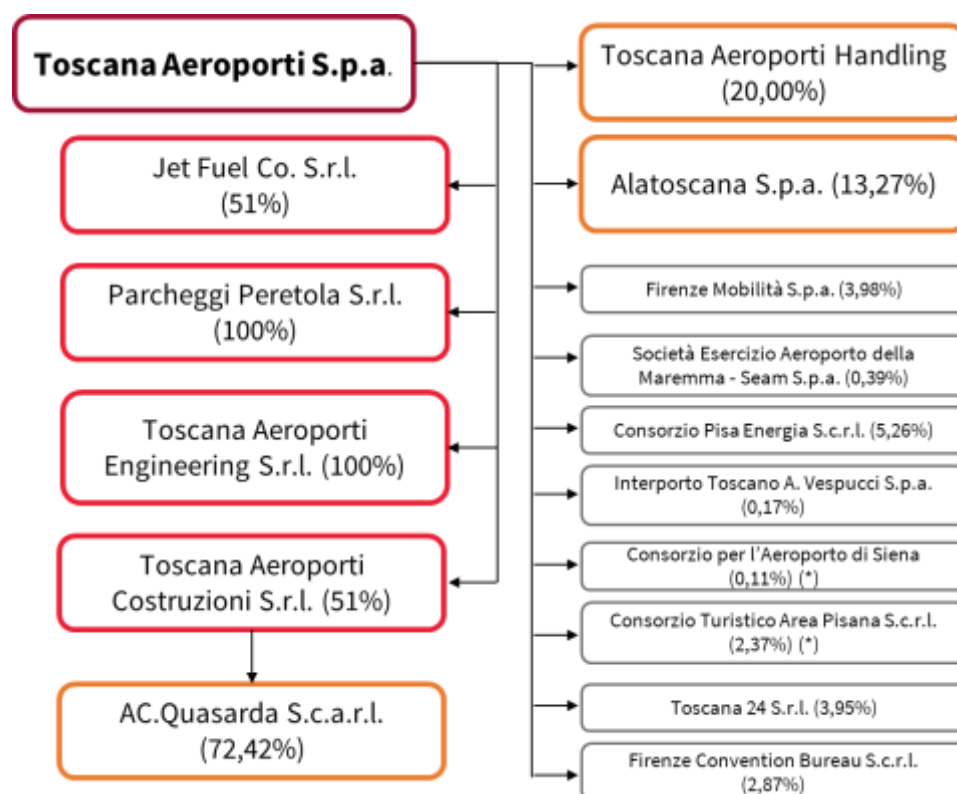 Toscana Aeroporti S.p.a.
Jet Fuel Co. S.r.l.
(51%)
Parcheggi Peretola S.r.l.
(100%)
Toscana Aeroporti
Engineering S.r.l. (100%)
Toscana Aeroporti
Costruzioni S.r.l. (51%)
AC.Quasarda S.c.a.r.l.
(72,42%)
Toscana Aeroporti Handling
(20,00%)
Alatoscana S.p.a. (13,27%)
Firenze Mobilità S.p.a. (3,98%)
Società Esercizio Aeroporto della
Maremma - Seam S.p.a. (0,39%)
Consorzio Pisa Energia S.c.r.l. (5,26%)
Interporto Toscano A. Vespucci S.p.a.
(0,17%)
Consorzio per l'Aeroporto di Siena
(0,11%) (*)
Consorzio Turistico Area Pisana S.c.r.l.
(2,37%) (*)
Toscana 24 S.r.l. (3,95%)
Firenze Convention Bureau S.c.r.l.
(2,87%)